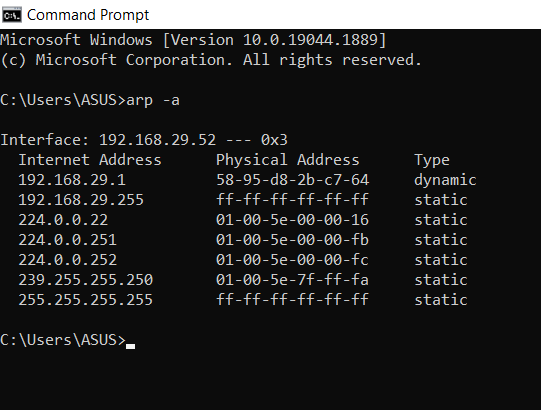 Command Prompt
Microsoft Windows [Version 10.0.19044.1889]
(c) Microsoft Corporation. All rights reserved.
C:\Users\ASUS>arp -a
Interface: 192.168.29.52 --- 0x3
Internet Address Physical Address Type
192.168.29.1 58-95-d8-2b-c7-64 dynamic
192.168.29.255 ff-ff-ff-ff-ff-ff static
224.0.0.22 01-00-5e-00-00-16 static
224.0.0.251 01-00-5e-00-00-fb static
224.0.0.252 01-00-5e-00-00-fc static
239.255.255.250 01-00-5e-7f-ff-fa static
255.255.255.255 ff-ff-ff-ff-ff-ff static
C:\Users\ASUS>